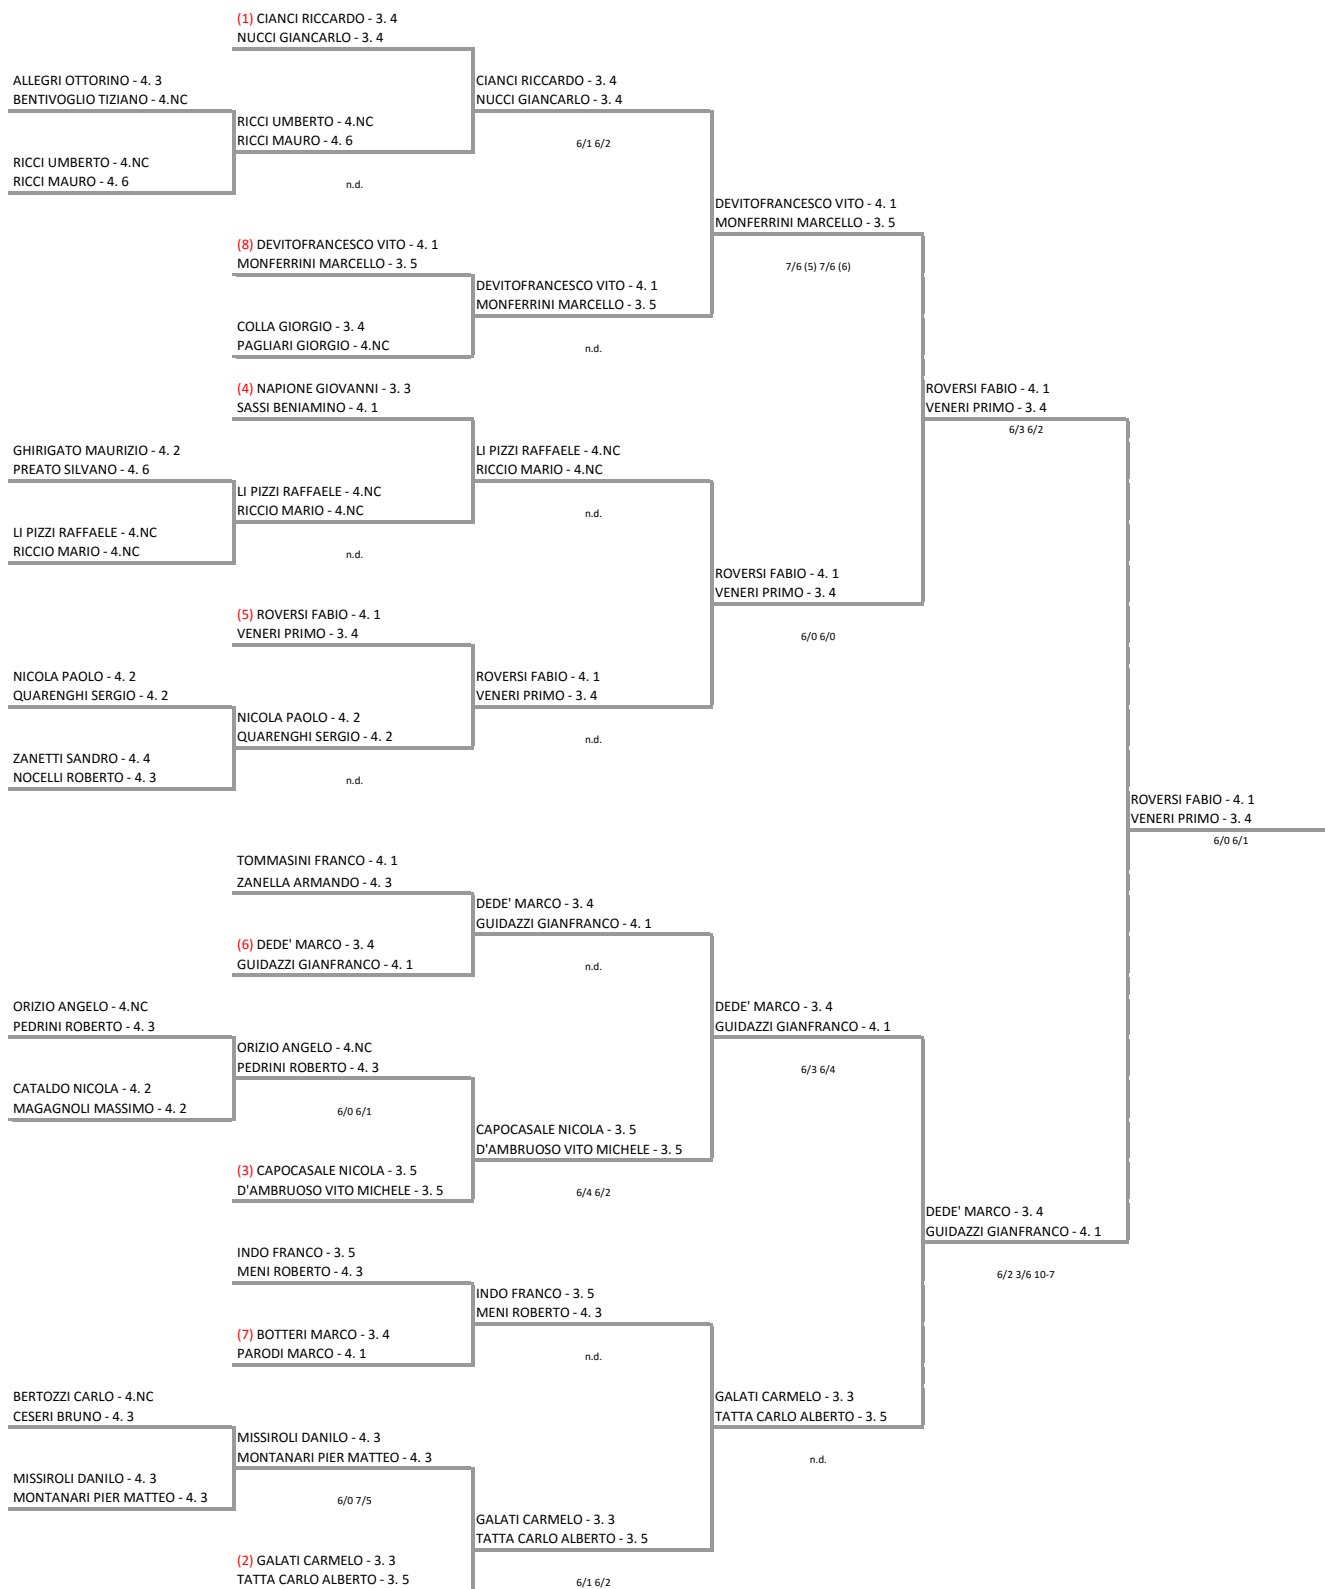 (1) CIANCI RICCARDO - 3. 4
NUCCI GIANCARLO - 3. 4
ALLEGRI OTTORINO - 4. 3
BENTIVOGLIO TIZIANO - 4.NC
CIANCI RICCARDO - 3. 4
NUCCI GIANCARLO - 3. 4
RICCI UMBERTO - 4.NC
RICCI MAURO - 4. 6
6/1 6/2
RICCI UMBERTO - 4.NC
RICCI MAURO - 4. 6
n.d.
DEVITOFRANCESCO VITO - 4. 1
MONFERRINI MARCELLO - 3. 5
(8) DEVITOFRANCESCO VITO - 4. 1
MONFERRINI MARCELLO - 3. 5
7/6 (5) 7/6 (6)
DEVITOFRANCESCO VITO - 4. 1
MONFERRINI MARCELLO - 3. 5
COLLA GIORGIO - 3. 4
PAGLIARI GIORGIO - 4.NC
n.d.
(4) NAPIONE GIOVANNI - 3. 3
SASSI BENIAMINO - 4. 1
ROVERSI FABIO - 4. 1
VENERI PRIMO - 3. 4
6/3 6/2
GHIRIGATO MAURIZIO - 4. 2
PREATO SILVANO - 4. 6
LI PIZZI RAFFAELE - 4.NC
RICCIO MARIO - 4.NC
LI PIZZI RAFFAELE - 4.NC
RICCIO MARIO - 4.NC
n.d.
LI PIZZI RAFFAELE - 4.NC
RICCIO MARIO - 4.NC
n.d.
ROVERSI FABIO - 4. 1
VENERI PRIMO - 3. 4
(5) ROVERSI FABIO - 4. 1
VENERI PRIMO - 3. 4
6/0 6/0
NICOLA PAOLO - 4. 2
QUARENGHI SERGIO - 4. 2
ROVERSI FABIO - 4. 1
VENERI PRIMO - 3. 4
NICOLA PAOLO - 4. 2
QUARENGHI SERGIO - 4. 2
n.d.
ZANETTI SANDRO - 4. 4
NOCELLI ROBERTO - 4. 3
n.d.
ROVERSI FABIO - 4. 1
VENERI PRIMO - 3. 4
6/0 6/1
TOMMASINI FRANCO - 4. 1
ZANELLA ARMANDO - 4. 3
DEDE' MARCO - 3. 4
GUIDAZZI GIANFRANCO - 4. 1
(6) DEDE' MARCO - 3. 4
GUIDAZZI GIANFRANCO - 4. 1
n.d.
ORIZIO ANGELO - 4.NC
PEDRINI ROBERTO - 4. 3
DEDE' MARCO - 3. 4
GUIDAZZI GIANFRANCO - 4. 1
ORIZIO ANGELO - 4.NC
PEDRINI ROBERTO - 4. 3
6/3 6/4
CATALDO NICOLA - 4. 2
MAGAGNOLI MASSIMO - 4. 2
6/0 6/1
CAPOCASALE NICOLA - 3. 5
D'AMBRUOSO VITO MICHELE - 3. 5
(3) CAPOCASALE NICOLA - 3. 5
D'AMBRUOSO VITO MICHELE - 3. 5
6/4 6/2
DEDE' MARCO - 3. 4
GUIDAZZI GIANFRANCO - 4. 1
INDO FRANCO - 3. 5
MENI ROBERTO - 4. 3
6/2 3/6 10-7
INDO FRANCO - 3. 5
MENI ROBERTO - 4. 3
(7) BOTTERI MARCO - 3. 4
PARODI MARCO - 4. 1
n.d.
BERTOZZI CARLO - 4.NC
CESERI BRUNO - 4. 3
GALATI CARMELO - 3. 3
TATTA CARLO ALBERTO - 3. 5
MISSIROLI DANILO - 4. 3
MONTANARI PIER MATTEO - 4. 3
n.d.
MISSIROLI DANILO - 4. 3
MONTANARI PIER MATTEO - 4. 3
6/0 7/5
GALATI CARMELO - 3. 3
TATTA CARLO ALBERTO - 3. 5
(2) GALATI CARMELO - 3. 3
TATTA CARLO ALBERTO - 3. 5
6/1 6/2